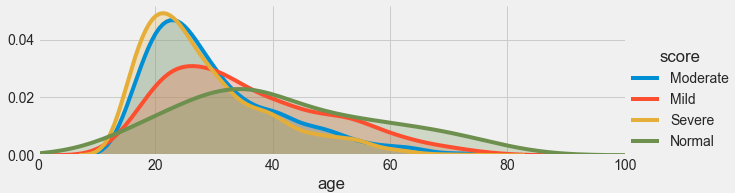 0.04
0.02
0.00
0 20 40 60 80 100
age
score
Moderate
Mild
Severe
Normal